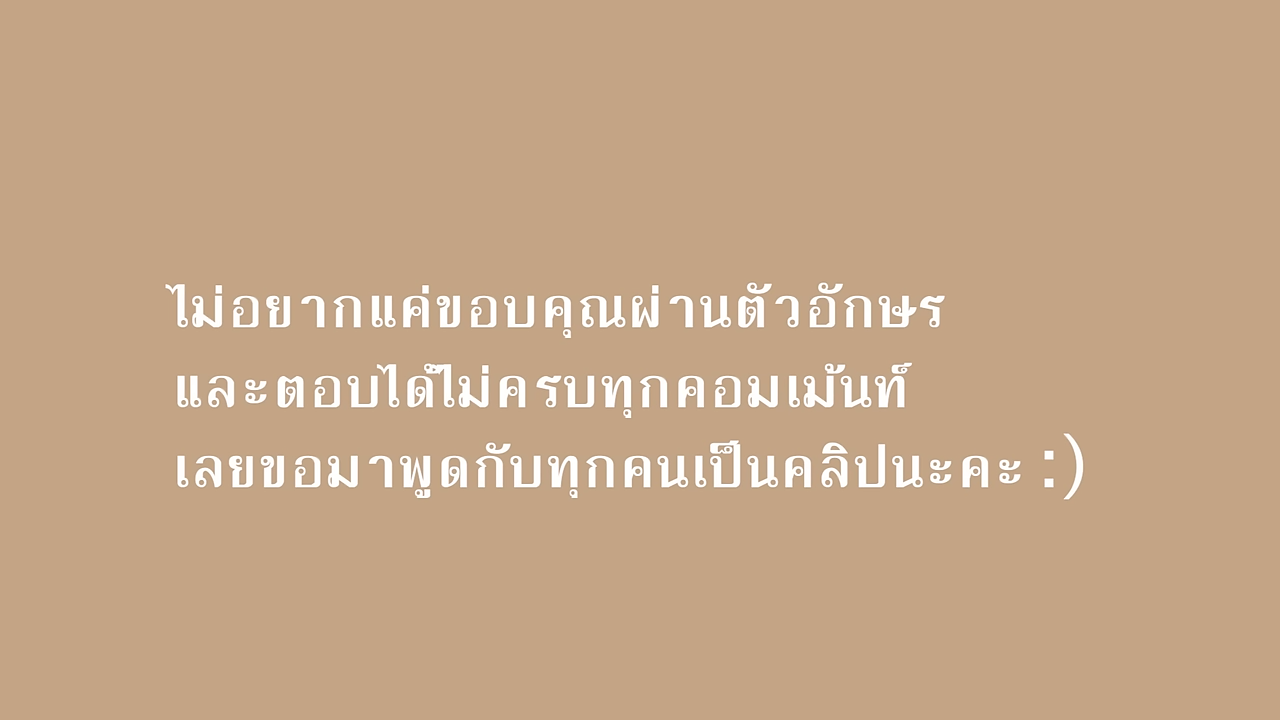 ไม่อยากแค่ขอบคุณผ่านตัวอักษร
และตอบได้ไม่ครบทุกคอมเม้นท์
เลยขอมาพูดกับทุกคนเป็นคลิปนะคะ :)